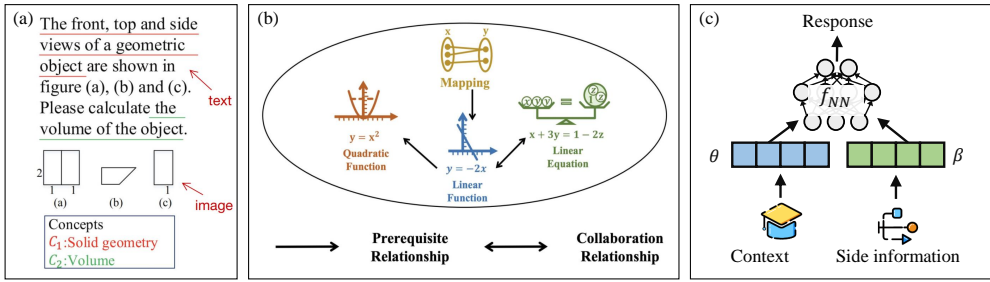 (a)
The front, top and side
views of a geometric
object are shown in
figure (a), (b) and (c).
Please calculate the
volume of the object.
text
2
1 1
1
(a) (b) (c)
image
Concepts
C₁:Solid geometry
C₂:Volume
(b)
x y
Mapping
y = x²
Quadratic
Function
y = −2x
Linear
Function
x y y = z z
x + 3y = 1 − 2z
Linear
Equation
Prerequisite
Relationship
Collaboration
Relationship
(c)
Response
f_NN
θ
β
Context
Side information